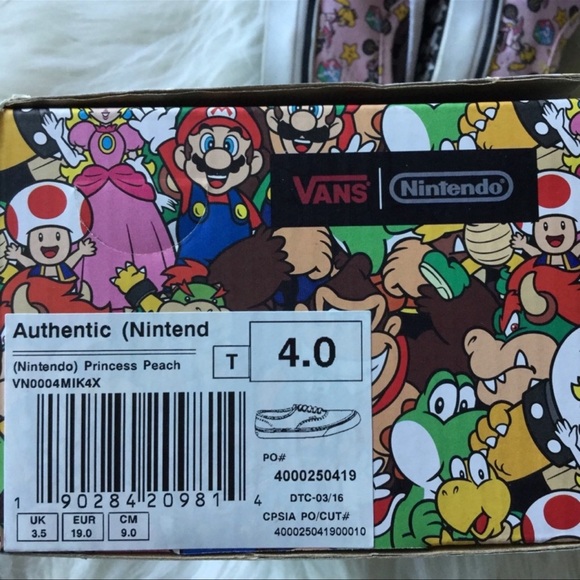 VANS | Nintendo
Authentic (Nintend
(Nintendo) Princess Peach
VN0004MIK4X
T
4.0
PO#
4000250419
DTC-03/16
CPSIA PO/CUT#
400025041900010
1 90284 20981 4
UK EUR CM
3.5 19.0 9.0